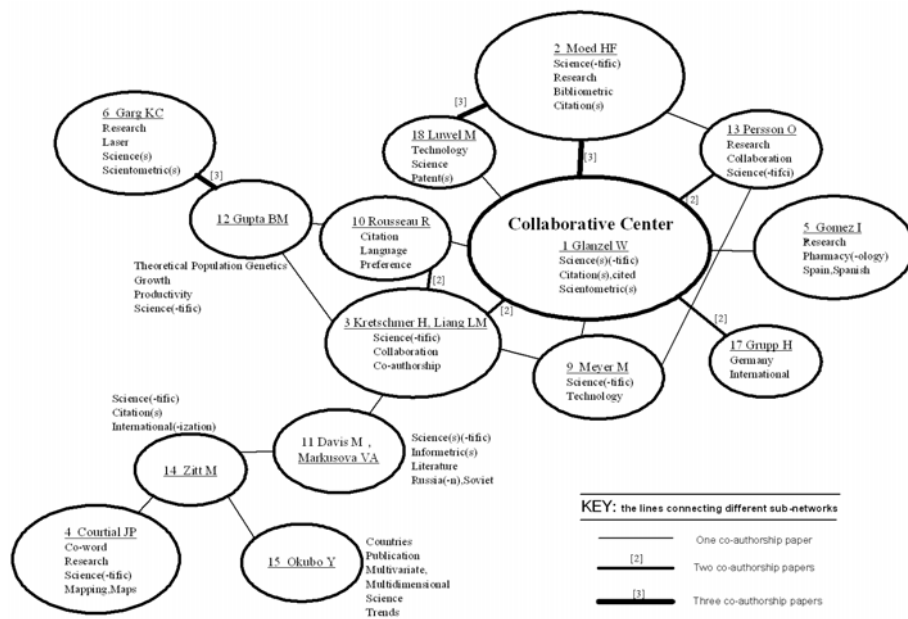 2 Moed HF
Science(-tific)
Research
Bibliometric
Citation(s)
[3]
6 Garg KC
Research
Laser
Science(s)
Scientometric(s)
[3]
18 Luwel M
Technology
Science
Patent(s)
[3]
13 Persson O
Research
Collaboration
Science(-tifci)
[2]
12 Gupta BM
Theoretical Population Genetics
Growth
Productivity
Science(-tific)
10 Rousseau R
Citation
Language
Preference
[2]
Collaborative Center
1 Glanzel W
Science(s)(-tific)
Citation(s),cited
Scientometric(s)
5 Gomez I
Research
Pharmacy(-ology)
Spain,Spanish
[2]
3 Kretschmer H, Liang LM
Science(-tific)
Collaboration
Co-authorship
[2]
17 Grupp H
Germany
International
9 Meyer M
Science(-tific)
Technology
Science(-tific)
Citation(s)
International(-ization)
14 Zitt M
11 Davis M ,
Markusova VA
Science(s)(-tific)
Informetric(s)
Literature
Russia(-n),Soviet
4 Courtial JP
Co-word
Research
Science(-tific)
Mapping,Maps
15 Okubo Y
Countries
Publication
Multivariate,
Multidimensional
Science
Trends
KEY: the lines connecting different sub-networks
One co-authorship paper
[2]
Two co-authorship papers
[3]
Three co-authorship papers